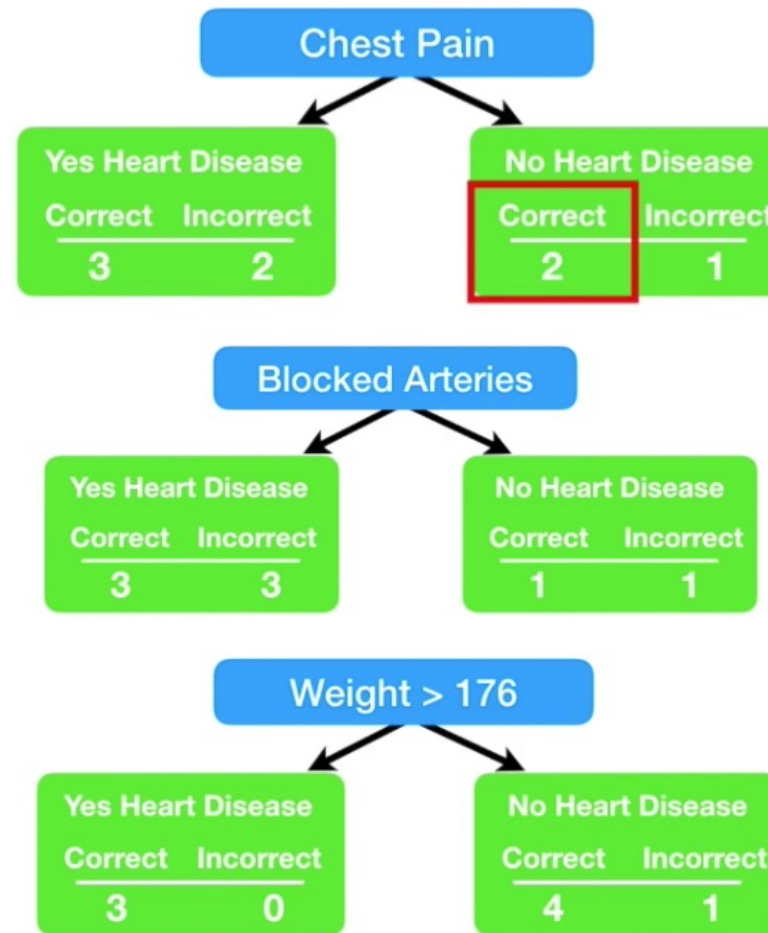 Chest Pain
Yes Heart Disease
Correct Incorrect
3 2
No Heart Disease
Correct Incorrect
2 1
Blocked Arteries
Yes Heart Disease
Correct Incorrect
3 3
No Heart Disease
Correct Incorrect
1 1
Weight > 176
Yes Heart Disease
Correct Incorrect
3 0
No Heart Disease
Correct Incorrect
4 1